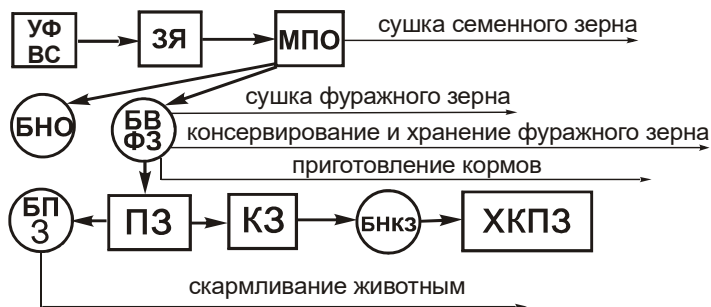 УФ
ВС
ЗЯ
МПО
сушка семенного зерна
БНО
БВ
ФЗ
сушка фуражного зерна
консервирование и хранение фуражного зерна
приготовление кормов
БП
З
ПЗ
КЗ
БНКЗ
ХКПЗ
скармливание животным